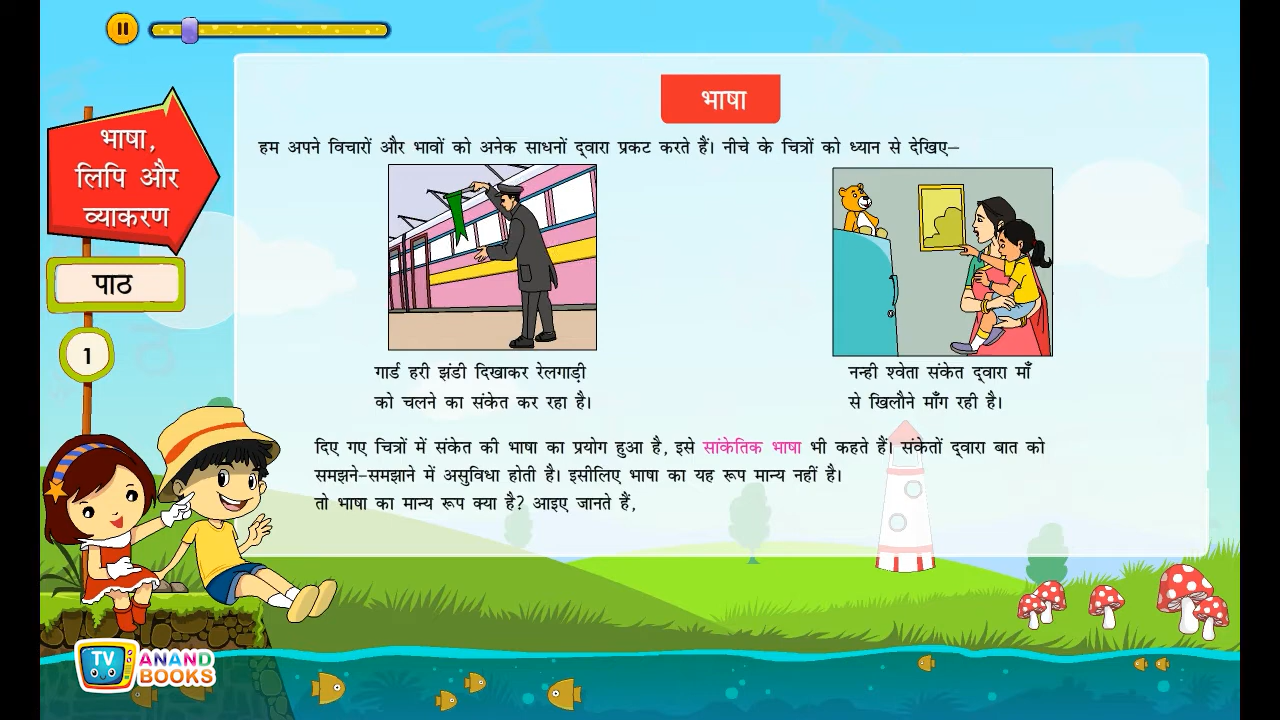 भाषा,
लिपि और
व्याकरण
पाठ
1
भाषा
हम अपने विचारों और भावों को अनेक साधनों द्वारा प्रकट करते हैं। नीचे के चित्रों को ध्यान से देखिए–
गार्ड हरी झंडी दिखाकर रेलगाड़ी
को चलने का संकेत कर रहा है।
नन्ही श्वेता संकेत द्वारा माँ
से खिलौने माँग रही है।
दिए गए चित्रों में संकेत की भाषा का प्रयोग हुआ है, इसे सांकेतिक भाषा भी कहते हैं। संकेतों द्वारा बात को
समझने–समझाने में असुविधा होती है। इसीलिए भाषा का यह रूप मान्य नहीं है।
तो भाषा का मान्य रूप क्या है? आइए जानते हैं,
TV
ANAND
BOOKS